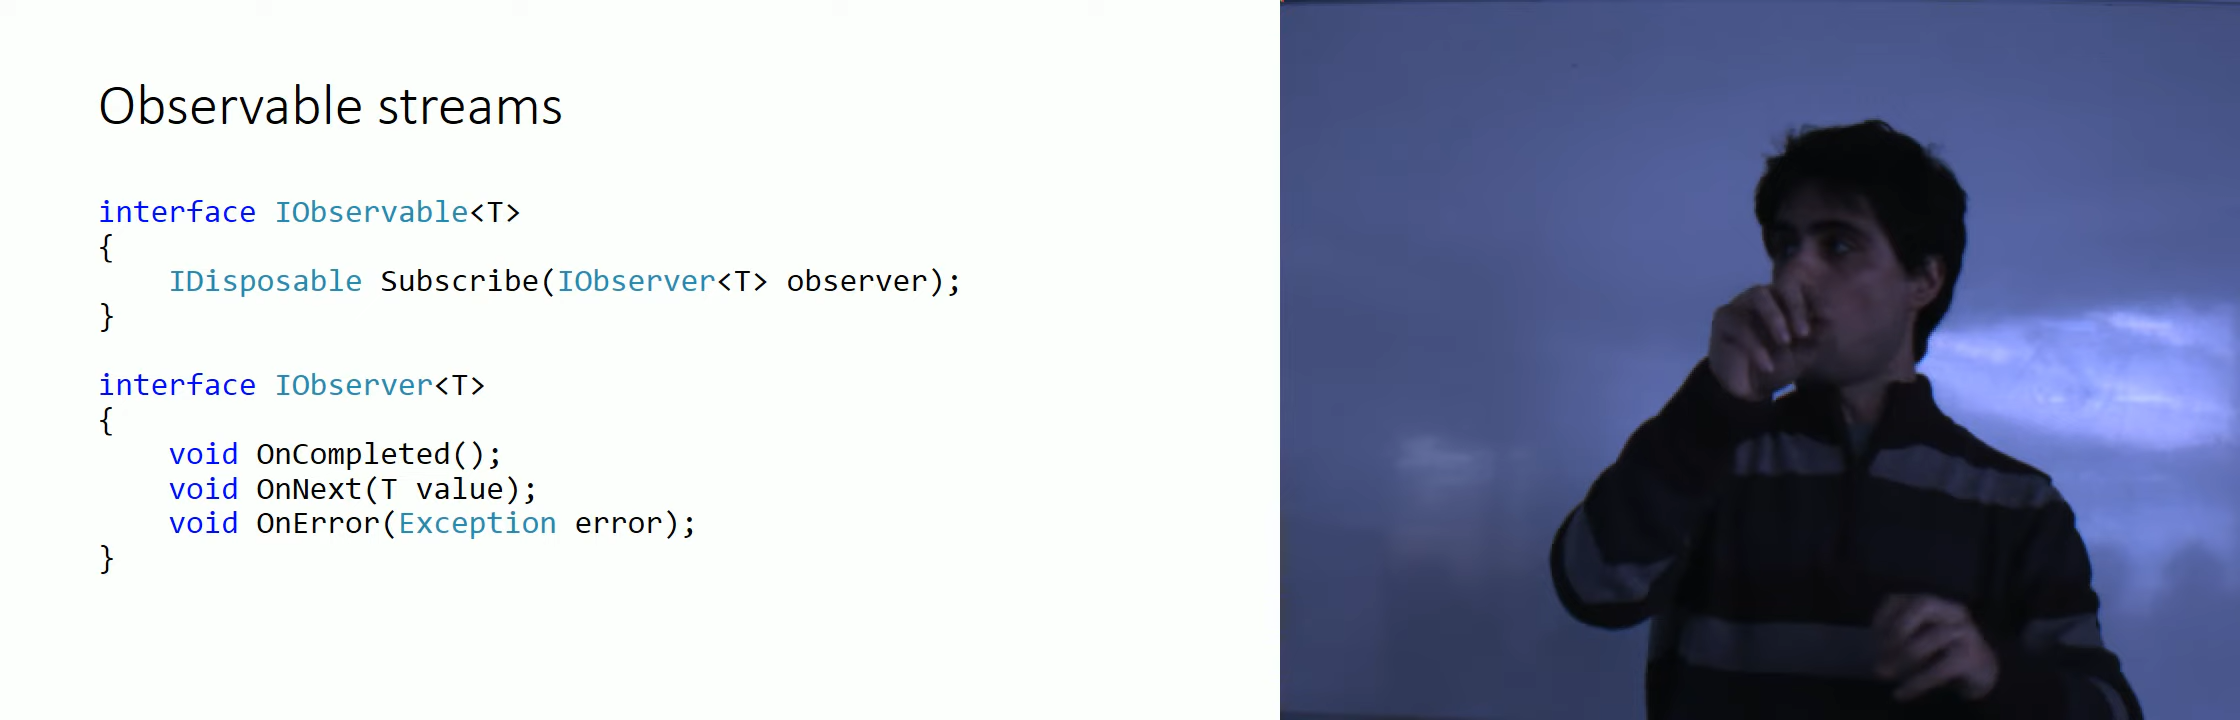 Observable streams
interface IObservable<T>
{
    IDisposable Subscribe(IObserver<T> observer);
}
interface IObserver<T>
{
    void OnCompleted();
    void OnNext(T value);
    void OnError(Exception error);
}